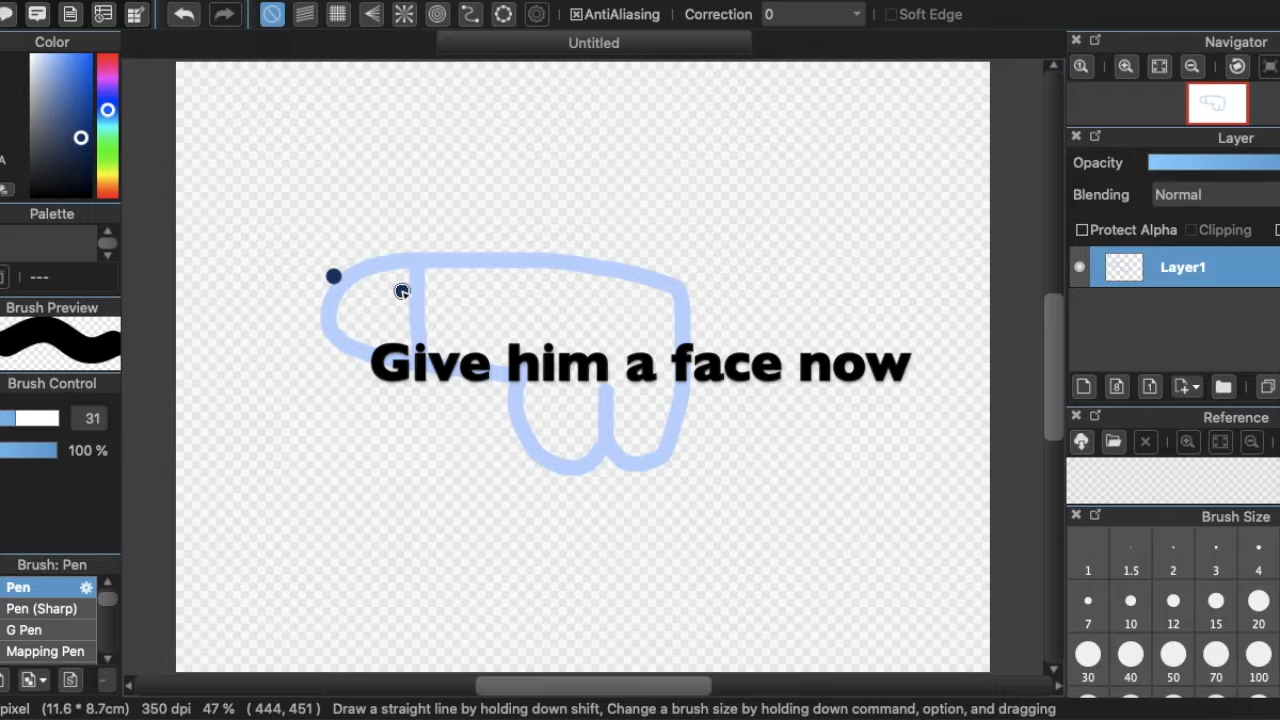 AntiAliasing Correction 0 Soft Edge
Untitled
Color
Navigator
A
Layer
Opacity
Blending Normal
Palette
Protect Alpha Clipping
---
Layer1
Brush Preview
Give him a face now
Brush Control
31
100 %
Reference
Brush Size
Brush: Pen
Pen
1 1.5 2 3 4
Pen (Sharp)
G Pen
7 10 12 15 20
Mapping Pen
30 40 50 70 100
pixel (11.6 * 8.7cm) 350 dpi 47 % ( 444, 451 ) Draw a straight line by holding down shift, Change a brush size by holding down command, option, and dragging